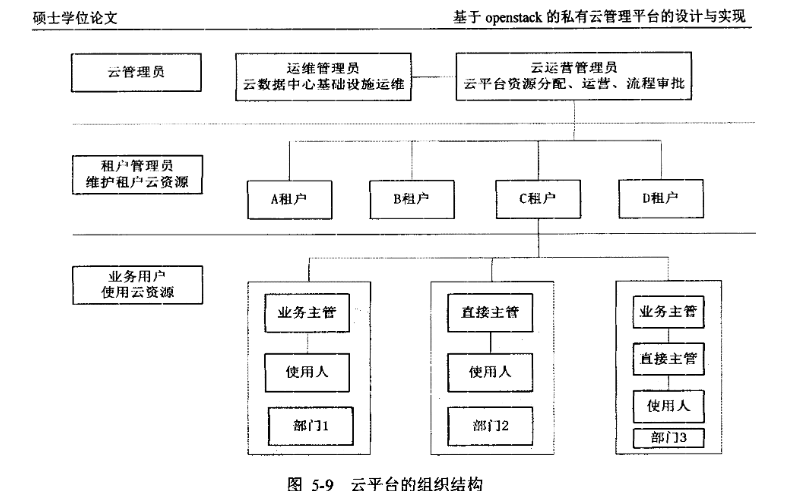 硕士学位论文
基于 openstack 的私有云管理平台的设计与实现
云管理员
运维管理员
云数据中心基础设施运维
云运营管理员
云平台资源分配、运营、流程审批
租户管理员
维护租户云资源
A租户
B租户
C租户
D租户
业务用户
使用云资源
业务主管
使用人
部门1
直接主管
使用人
部门2
业务主管
直接主管
使用人
部门3
图 5-9 云平台的组织结构